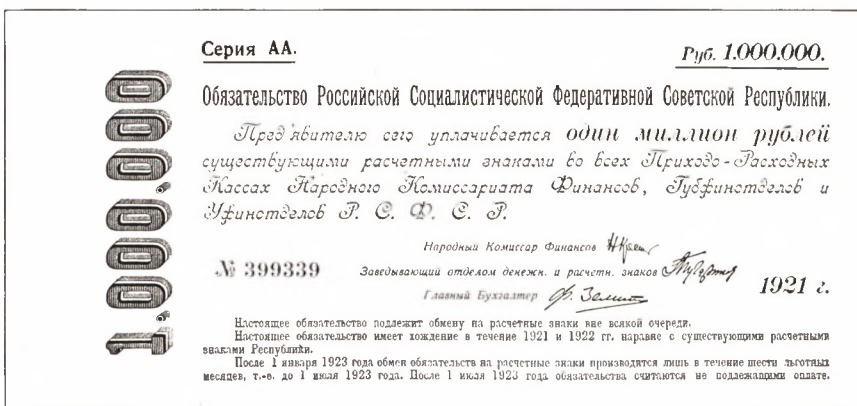 Серия АА.
Руб. 1.000.000.
1.000.000
Обязательство Российской Социалистической Федеративной Советской Республики.
Пред'явителю сего уплачивается один миллион рублей
существующими расчетными знаками во всех Приходо-Расходных
Кассах Народного Комиссариата Финансов, Губфинотделов и
Уфинотделов Р. С. Ф. С. Р.
Народный Комиссар Финансов
№ 399339
Заведывающий отделом денежн. и расчетн. знаков
Главный Бухгалтер
1921 г.
Настоящее обязательство подлежит обмену на расчетные знаки вне всякой очереди.
Настоящее обязательство имеет хождение в течение 1921 и 1922 гг. наравне с существующими расчетными
знаками Республики.
После 1 января 1923 года обмен обязательств на расчетные знаки производится лишь в течение шести льготных
месяцев, т.-е. до 1 июля 1923 года. После 1 июля 1923 года обязательства считаются не подлежащими оплате.